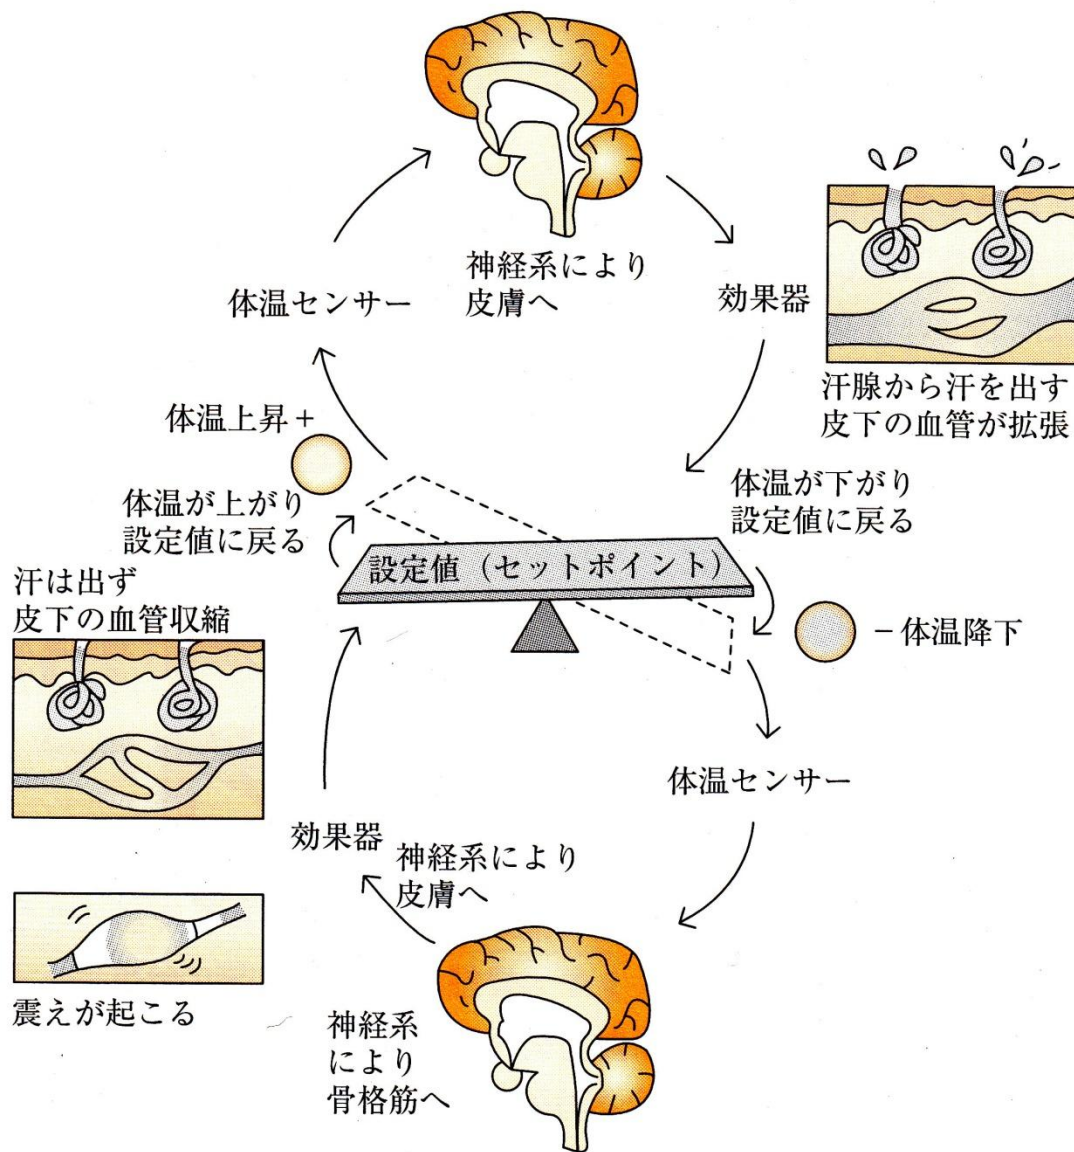 神経系により
皮膚へ
体温センサー
効果器
汗腺から汗を出す
皮下の血管が拡張
体温上昇+
体温が上がり
設定値に戻る
体温が下がり
設定値に戻る
設定値(セットポイント)
汗は出ず
皮下の血管収縮
−体温降下
体温センサー
効果器
神経系により
皮膚へ
震えが起こる
神経系
により
骨格筋へ